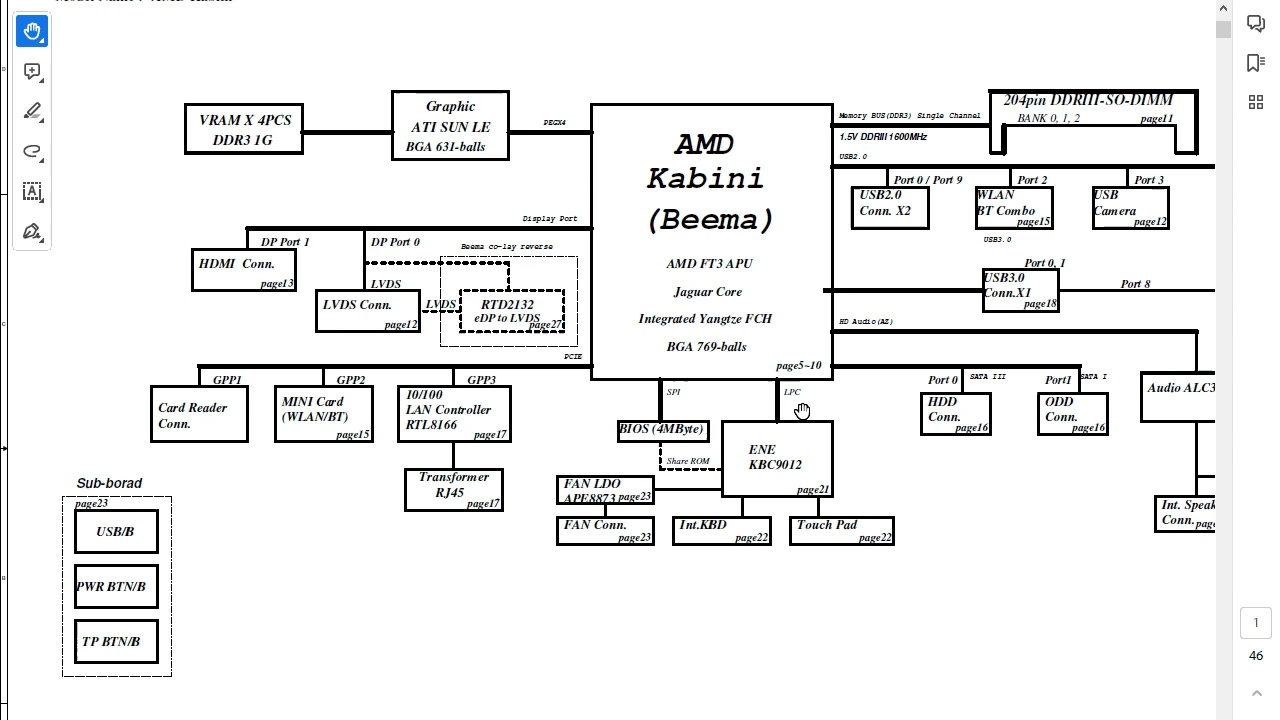 VRAM X 4PCS
DDR3 1G
Graphic
ATI SUN LE
BGA 631-balls
PEGX4
AMD
Kabini
(Beema)
AMD FT3 APU
Jaguar Core
Integrated Yangtze FCH
BGA 769-balls
page5~10
Memory BUS(DDR3) Single Channel
1.5V DDRIII 1600MHz
204pin DDRIII-SO-DIMM
BANK 0, 1, 2
page11
USB2.0
Port 0 / Port 9
Port 2
Port 3
USB2.0
Conn. X2
WLAN
BT Combo
page15
USB
Camera
page12
Display Port
DP Port 1
DP Port 0
Beema co-lay reverse
HDMI Conn.
page13
LVDS
LVDS Conn.
page12
LVDS
RTD2132
eDP to LVDS
page27
USB3.0
Port 0, 1
USB3.0
Conn.X1
page18
Port 8
HD Audio(AZ)
PCIE
GPP1
GPP2
GPP3
Card Reader
Conn.
MINI Card
(WLAN/BT)
page15
10/100
LAN Controller
RTL8166
page17
Transformer
RJ45
page17
SPI
LPC
BIOS (4MByte)
Share ROM
ENE
KBC9012
page21
FAN LDO
APE8873
page23
FAN Conn.
page23
Int.KBD
page22
Touch Pad
page22
Port 0
SATA III
Port1
SATA I
HDD
Conn.
page16
ODD
Conn.
page16
Audio ALC3
Int. Speak
Conn.
Sub-borad
page23
USB/B
PWR BTN/B
TP BTN/B
1
46